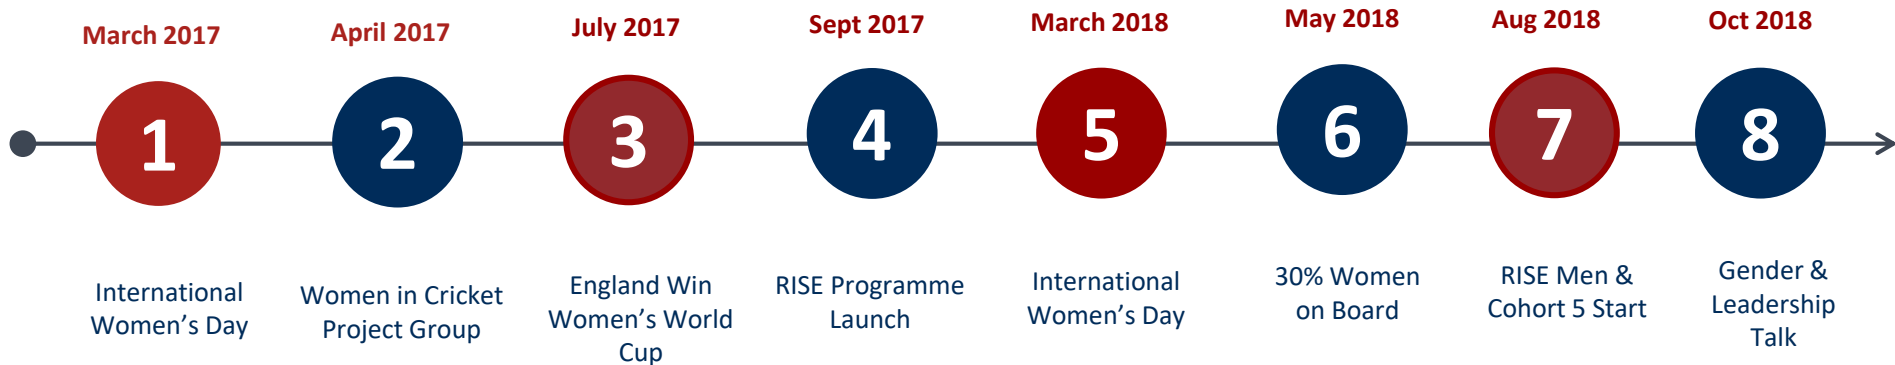 March 2017
April 2017
July 2017
Sept 2017
March 2018
May 2018
Aug 2018
Oct 2018
1
2
3
4
5
6
7
8
International
Women’s Day
Women in Cricket
Project Group
England Win
Women’s World
Cup
RISE Programme
Launch
International
Women’s Day
30% Women
on Board
RISE Men &
Cohort 5 Start
Gender &
Leadership
Talk